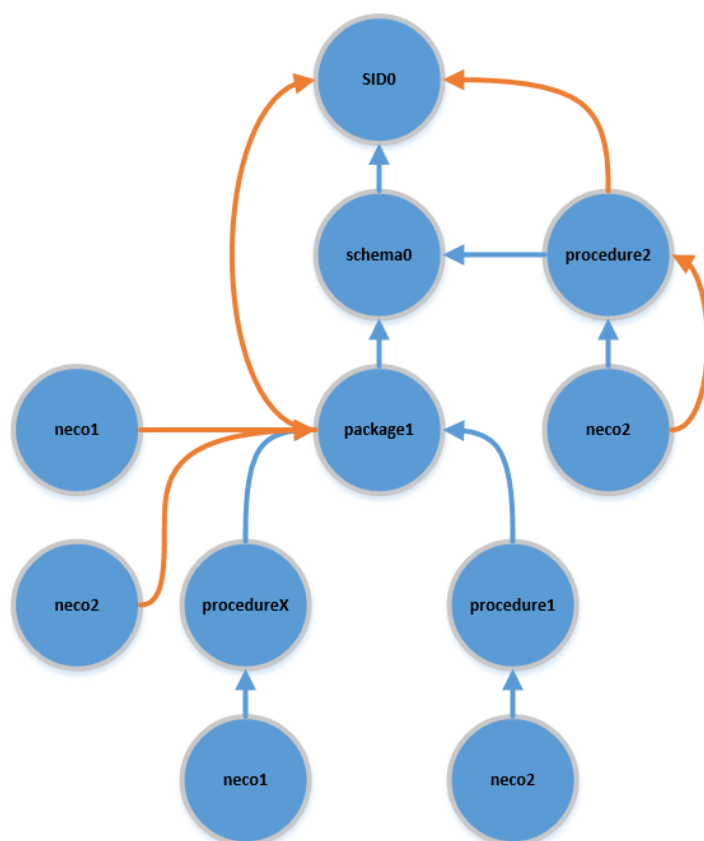 SID0
schema0
procedure2
neco1
package1
neco2
neco2
procedureX
procedure1
neco1
neco2